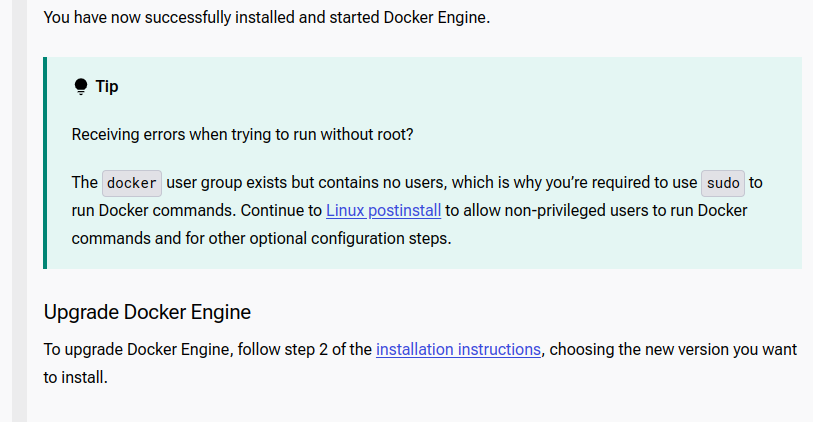 You have now successfully installed and started Docker Engine.
Tip
Receiving errors when trying to run without root?
The docker user group exists but contains no users, which is why you’re required to use sudo to
run Docker commands. Continue to Linux postinstall to allow non-privileged users to run Docker
commands and for other optional configuration steps.
Upgrade Docker Engine
To upgrade Docker Engine, follow step 2 of the installation instructions, choosing the new version you want
to install.